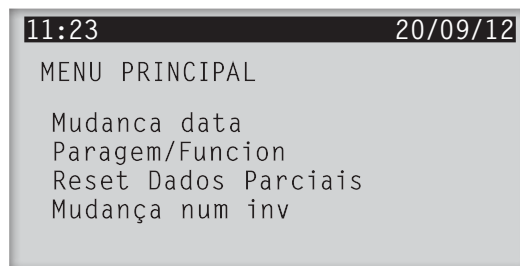 11:23 20/09/12
MENU PRINCIPAL
Mudanca data
Paragem/Funcion
Reset Dados Parciais
Mudança num inv